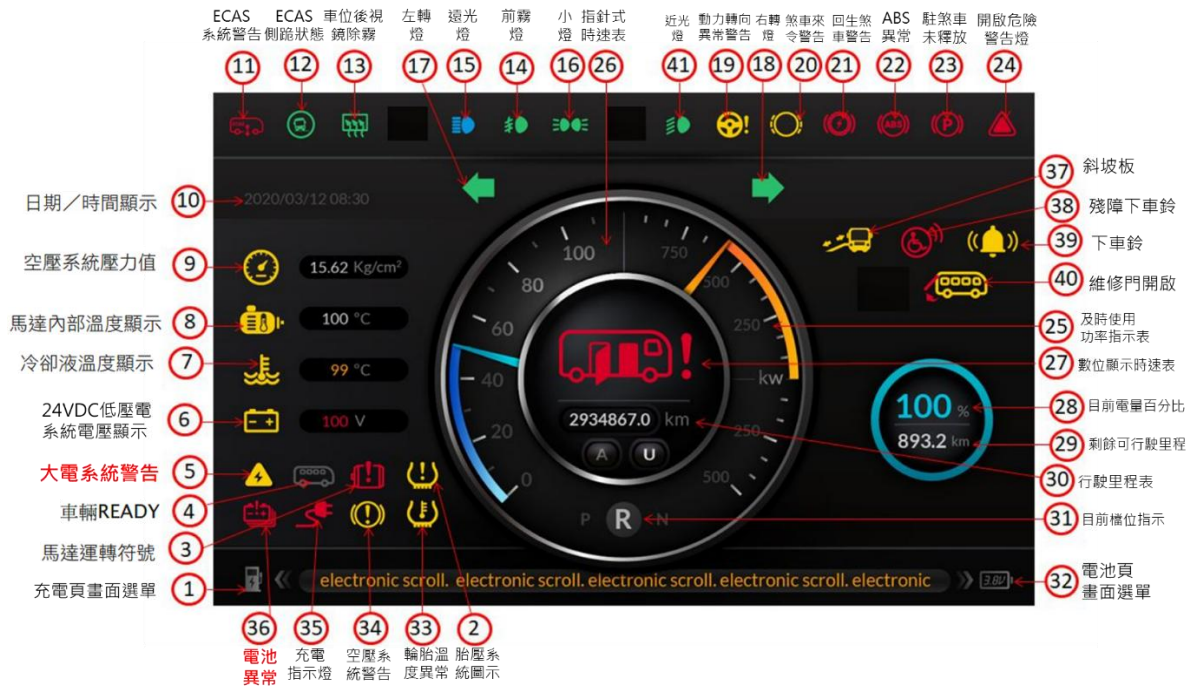 ECAS
系統警告
ECAS
側跪狀態
車位後視
鏡除霧
左轉
燈
遠光
燈
前霧
燈
小
燈
指針式
時速表
近光
燈
動力轉向
異常警告
右轉
燈
煞車來
令警告
回生煞
車警告
ABS
異常
駐煞車
未釋放
開啟危險
警告燈
11
12
13
17
15
14
16
26
41
19
18
20
21
22
23
24
ABS
P
日期／時間顯示
10
2020/03/12 08:30
空壓系統壓力值
9
15.62 Kg/cm²
馬達內部溫度顯示
8
100 °C
冷卻液溫度顯示
7
99 °C
24VDC低壓電
系統電壓顯示
6
100 V
大電系統警告
5
車輛READY
4
馬達運轉符號
3
充電頁畫面選單
1
100
80
60
40
20
0
750
500
250
kw
250
500
2934867.0 km
A U
P R N
37
斜坡板
38
殘障下車鈴
39
下車鈴
40
維修門開啟
25
及時使用
功率指示表
27
數位顯示時速表
100 %
28
目前電量百分比
893.2 km
29
剩餘可行駛里程
30
行駛里程表
31
目前檔位指示
electronic scroll. electronic scroll. electronic scroll. electronic scroll. electronic
3.8V
32
電池頁
畫面選單
36
35
34
33
2
電池
異常
充電
指示燈
空壓系
統警告
輪胎溫
度異常
胎壓系
統圖示